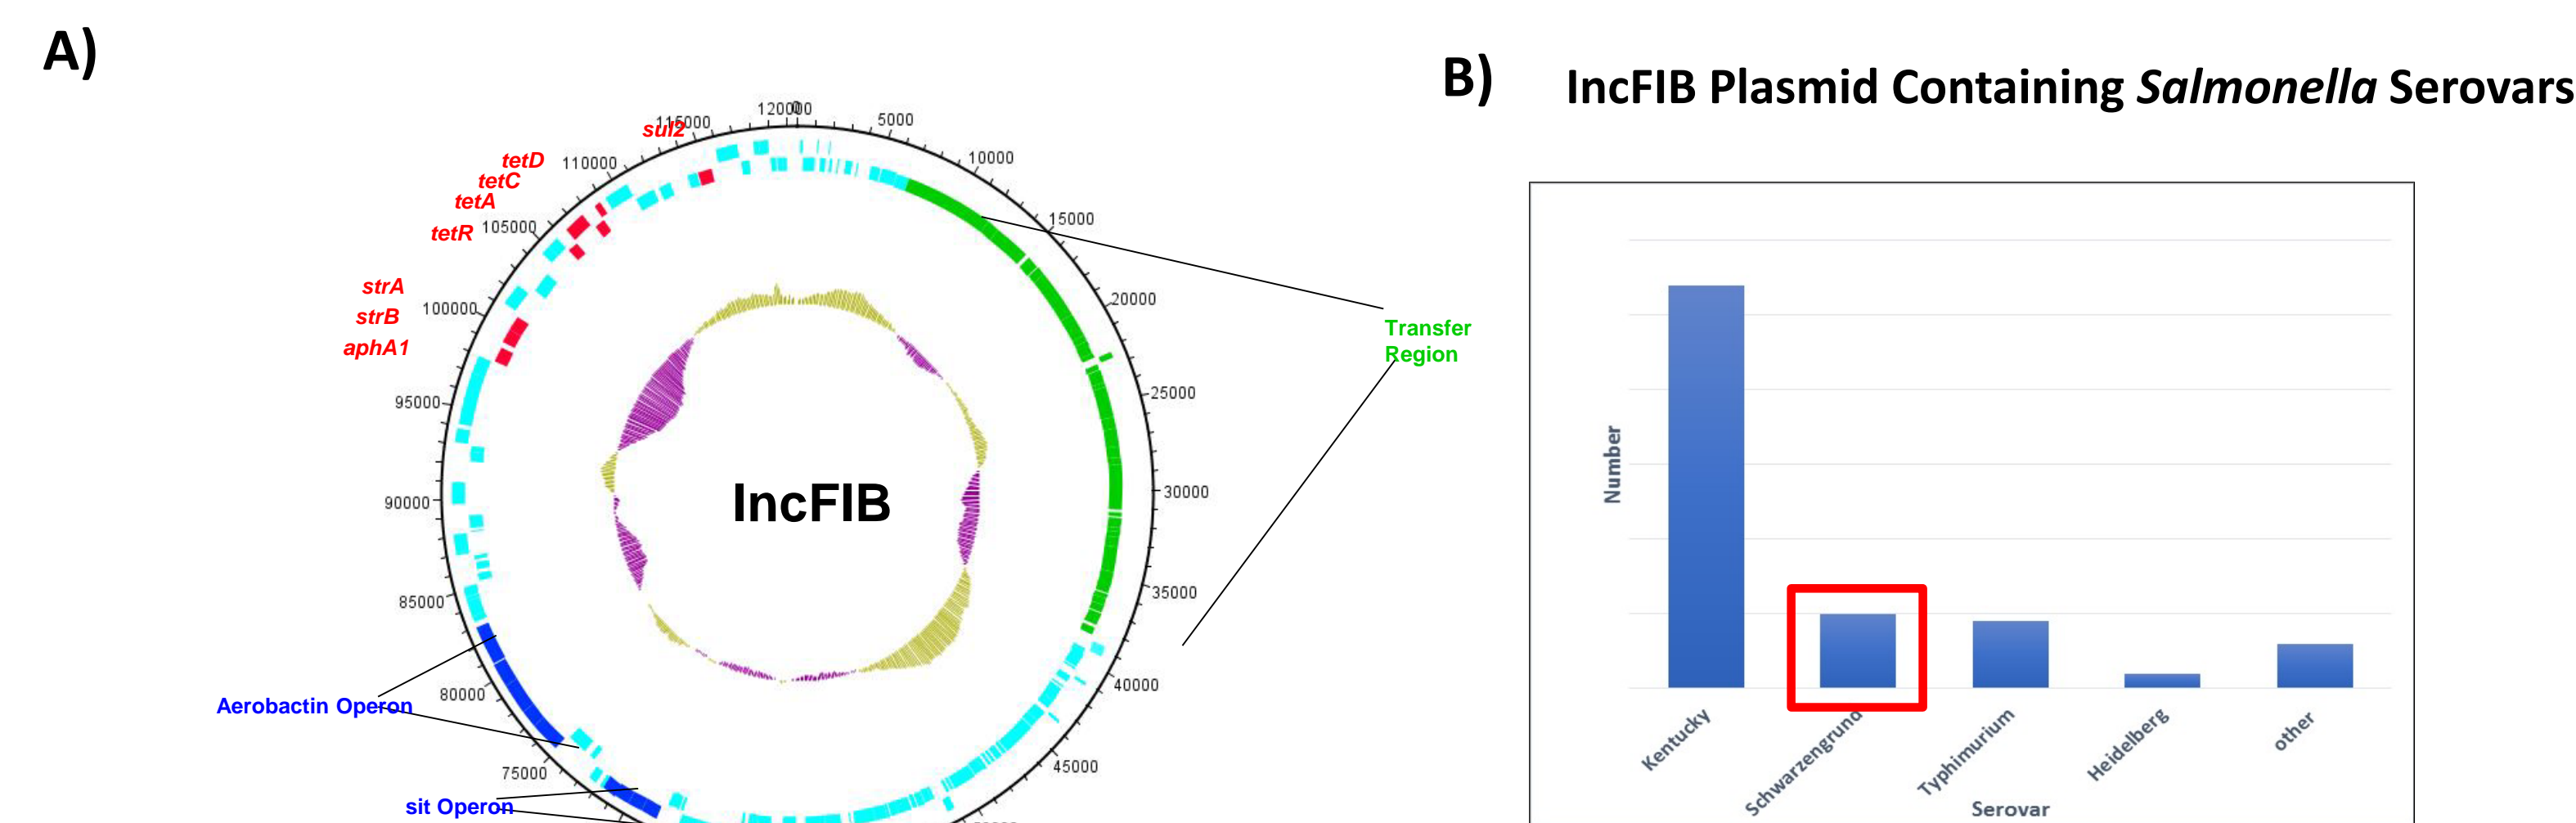 A)
B)
IncFIB Plasmid Containing Salmonella Serovars
120000
0
5000
10000
15000
20000
25000
30000
35000
40000
45000
75000
80000
85000
90000
95000
100000
105000
110000
115000
sul2
tetD
tetC
tetA
tetR
strA
strB
aphA1
Transfer
Region
IncFIB
Aerobactin Operon
sit Operon
Number
Kentucky
Schwarzengrund
Typhimurium
Heidelberg
other
Serovar